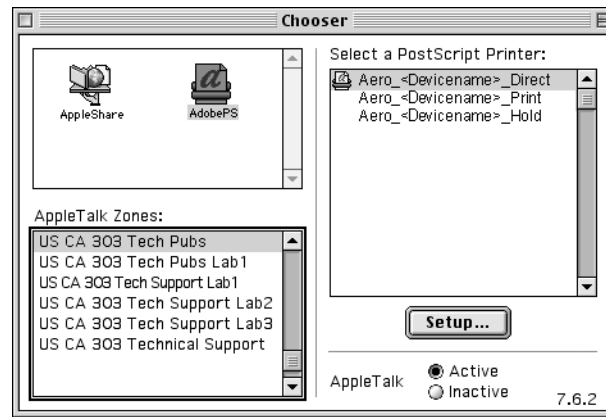 Chooser
AppleShare
AdobePS
AppleTalk Zones:
US CA 303 Tech Pubs
US CA 303 Tech Pubs Lab1
US CA 303 Tech Support Lab1
US CA 303 Tech Support Lab2
US CA 303 Tech Support Lab3
US CA 303 Technical Support
Select a PostScript Printer:
Aero_<Devicename>_Direct
Aero_<Devicename>_Print
Aero_<Devicename>_Hold
Setup...
AppleTalk
Active
Inactive
7.6.2